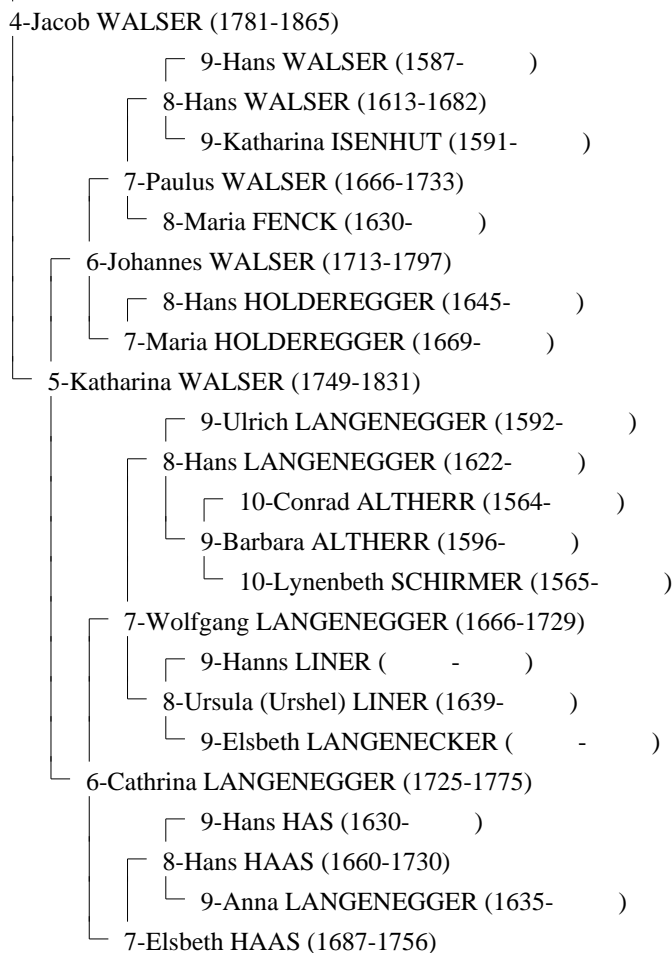 4-Jacob WALSER (1781-1865)
9-Hans WALSER (1587- )
8-Hans WALSER (1613-1682)
9-Katharina ISENHUT (1591- )
7-Paulus WALSER (1666-1733)
8-Maria FENCK (1630- )
6-Johannes WALSER (1713-1797)
8-Hans HOLDEREGGER (1645- )
7-Maria HOLDEREGGER (1669- )
5-Katharina WALSER (1749-1831)
9-Ulrich LANGENEGGER (1592- )
8-Hans LANGENEGGER (1622- )
10-Conrad ALTHERR (1564- )
9-Barbara ALTHERR (1596- )
10-Lynenbeth SCHIRMER (1565- )
7-Wolfgang LANGENEGGER (1666-1729)
9-Hanns LINER ( - )
8-Ursula (Urshel) LINER (1639- )
9-Elsbeth LANGENECKER ( - )
6-Cathrina LANGENEGGER (1725-1775)
9-Hans HAS (1630- )
8-Hans HAAS (1660-1730)
9-Anna LANGENEGGER (1635- )
7-Elsbeth HAAS (1687-1756)